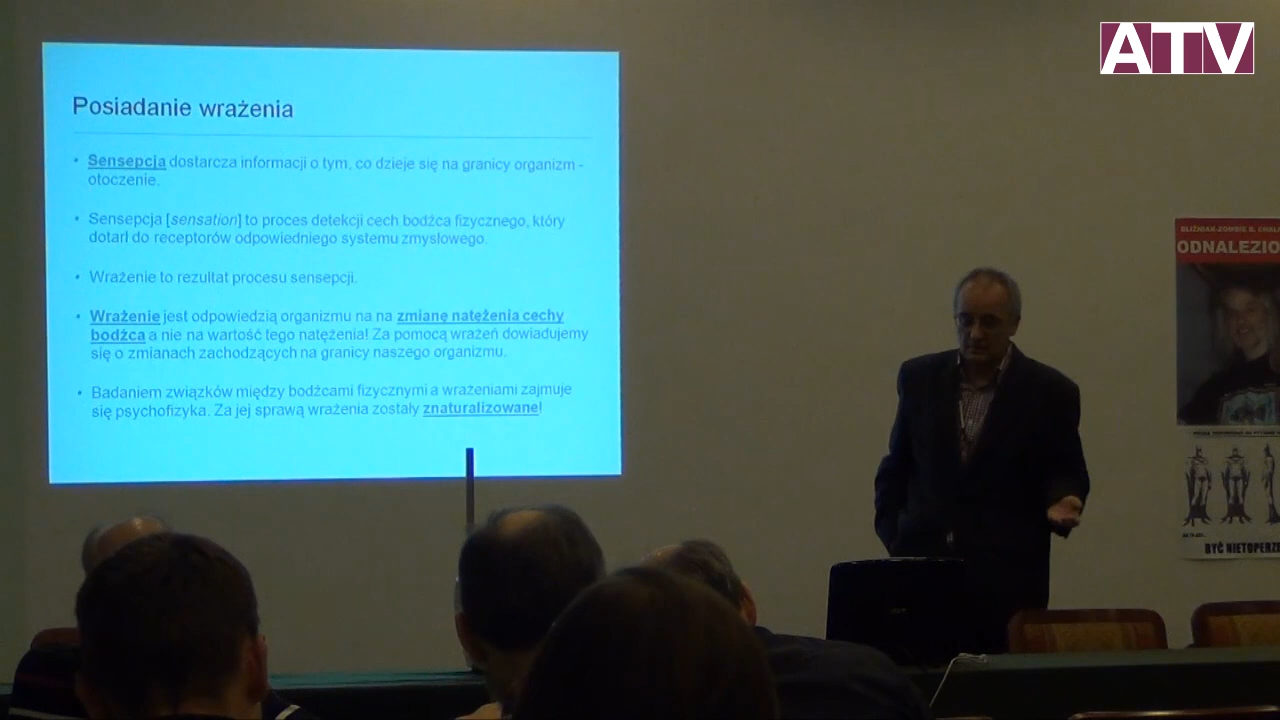 ATV
Posiadanie wrażenia
• Sensepcja dostarcza informacji o tym, co dzieje się na granicy organizm -
otoczenie.
• Sensepcja [sensation] to proces detekcji cech bodźca fizycznego, który
dotarł do receptorów odpowiedniego systemu zmysłowego.
• Wrażenie to rezultat procesu sensepcji.
• Wrażenie jest odpowiedzią organizmu na na zmianę natężenia cechy
bodźca a nie na wartość tego natężenia! Za pomocą wrażeń dowiadujemy
się o zmianach zachodzących na granicy naszego organizmu.
• Badaniem związków między bodźcami fizycznymi a wrażeniami zajmuje
się psychofizyka. Za jej sprawą wrażenia zostały znaturalizowane!
BLIŹNIAK-ZOMBIE D. CHAL
ODNALEZIO
BYĆ NIETOPERZ